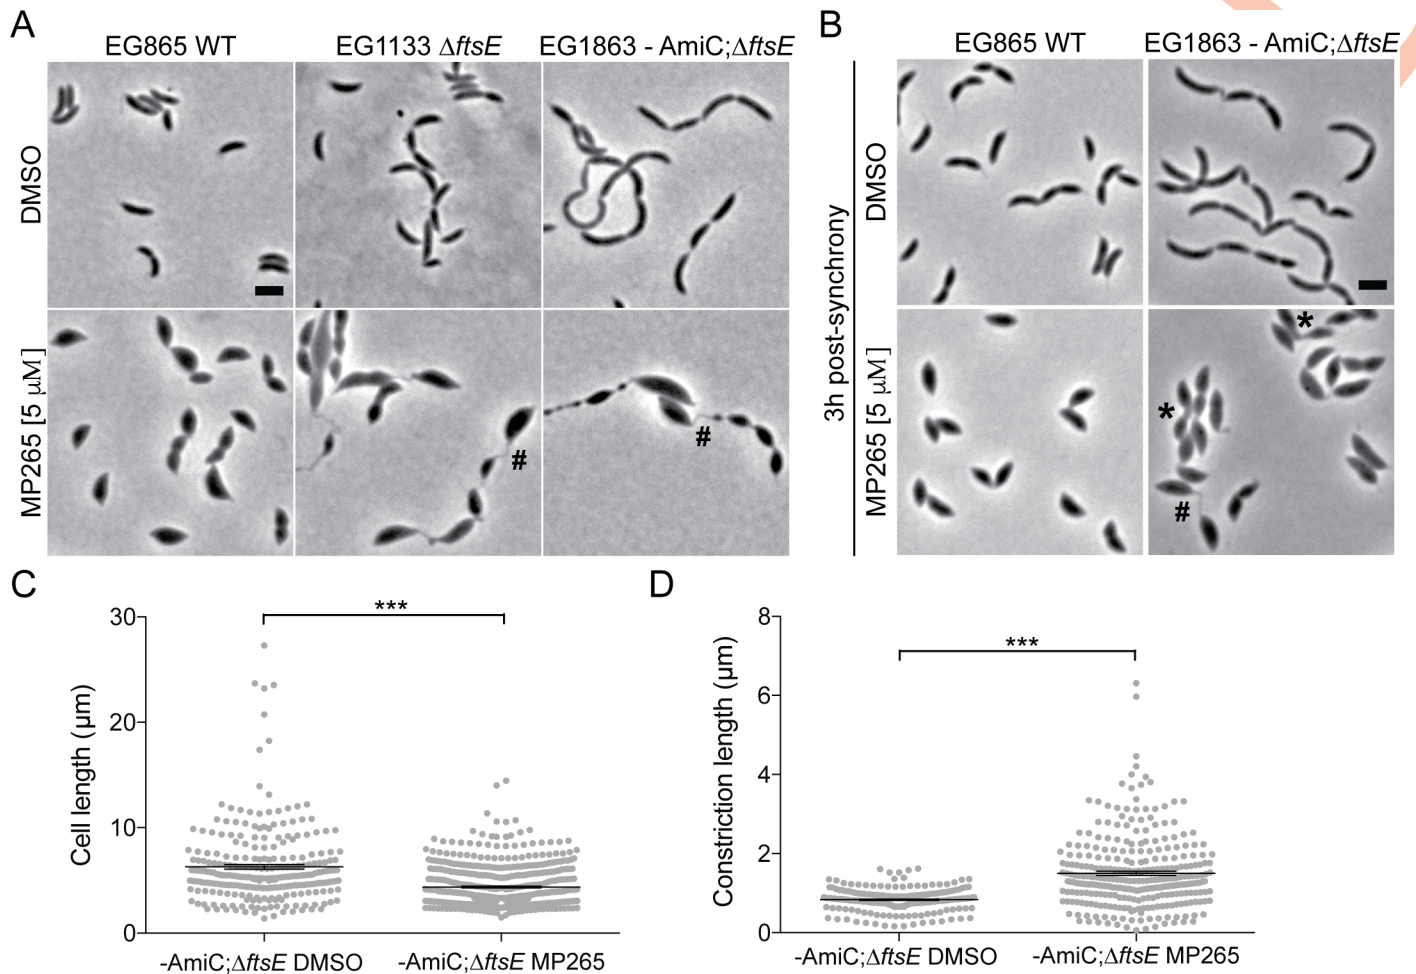 A
EG865 WT
EG1133 ΔftsE
EG1863 - AmiC;ΔftsE
DMSO
MP265 [5 μM]
#
#
B
EG865 WT
EG1863 - AmiC;ΔftsE
3h post-synchrony
DMSO
MP265 [5 μM]
*
*
#
C
Cell length (μm)
30
20
10
0
***
-AmiC;ΔftsE DMSO
-AmiC;ΔftsE MP265
D
Constriction length (μm)
8
6
4
2
0
***
-AmiC;ΔftsE DMSO
-AmiC;ΔftsE MP265